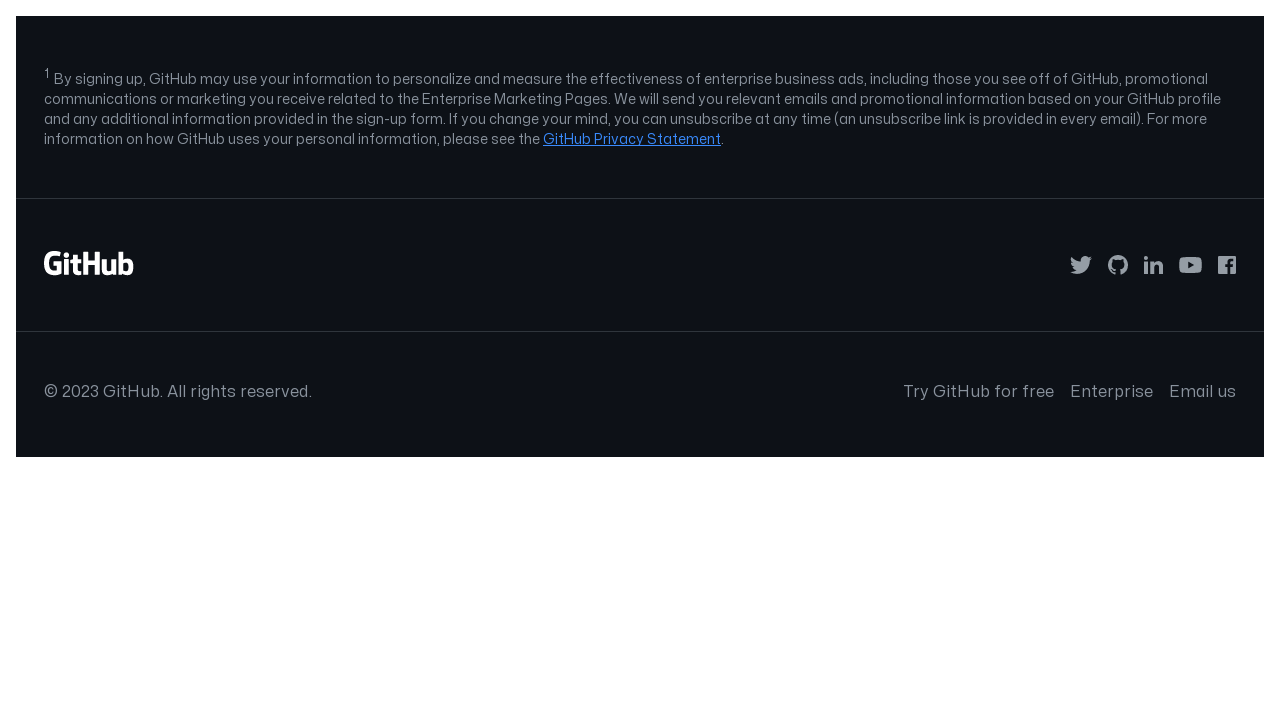 1 By signing up, GitHub may use your information to personalize and measure the effectiveness of enterprise business ads, including those you see off of GitHub, promotional
communications or marketing you receive related to the Enterprise Marketing Pages. We will send you relevant emails and promotional information based on your GitHub profile
and any additional information provided in the sign-up form. If you change your mind, you can unsubscribe at any time (an unsubscribe link is provided in every email). For more
information on how GitHub uses your personal information, please see the GitHub Privacy Statement.
GitHub
© 2023 GitHub. All rights reserved.
Try GitHub for free Enterprise Email us